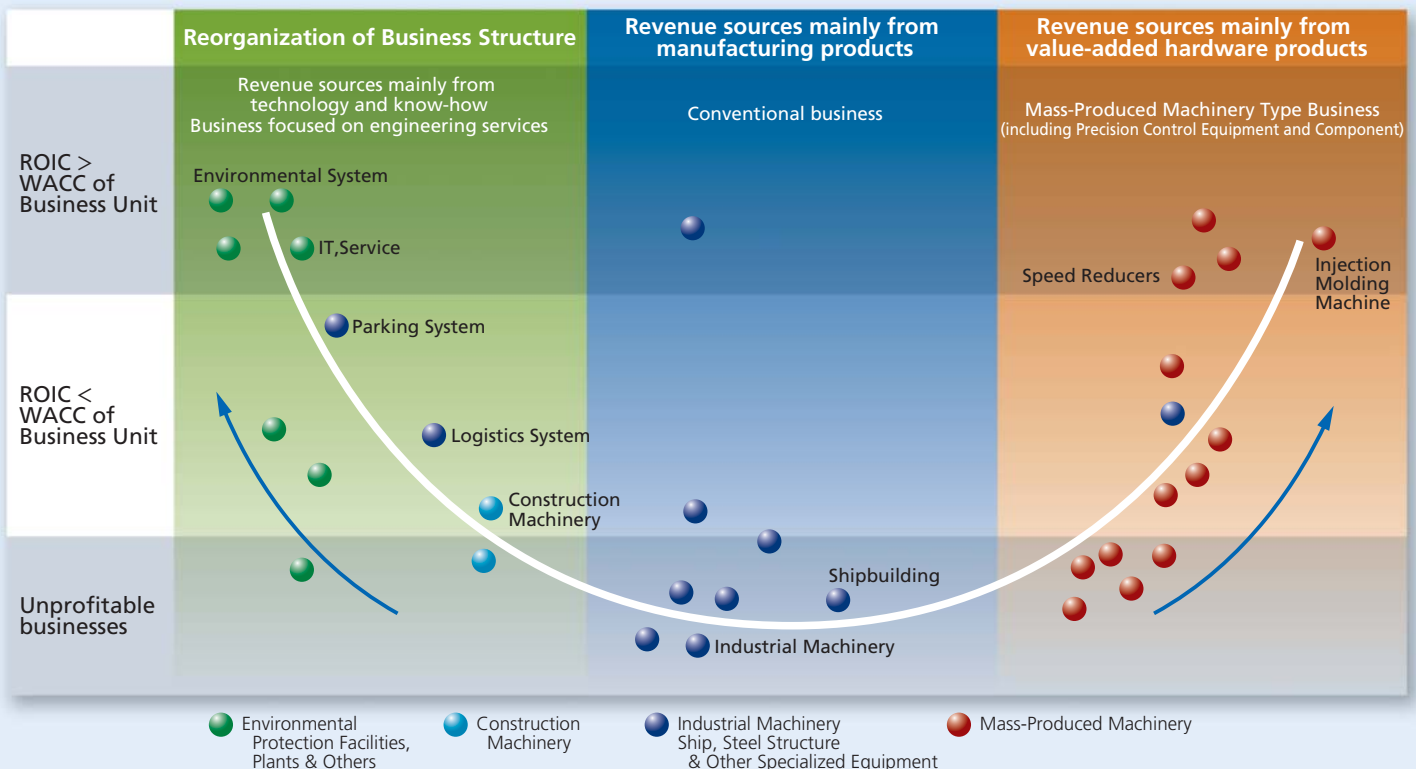 Reorganization of Business Structure
Revenue sources mainly from
manufacturing products
Revenue sources mainly from
value-added hardware products
Revenue sources mainly from
technology and know-how
Business focused on engineering services
Conventional business
Mass-Produced Machinery Type Business
(including Precision Control Equipment and Component)
ROIC >
WACC of
Business Unit
Environmental System
IT,Service
Speed Reducers
Injection
Molding
Machine
Parking System
ROIC <
WACC of
Business Unit
Logistics System
Construction
Machinery
Unprofitable
businesses
Shipbuilding
Industrial Machinery
Environmental
Protection Facilities,
Plants & Others
Construction
Machinery
Industrial Machinery
Ship, Steel Structure
& Other Specialized Equipment
Mass-Produced Machinery